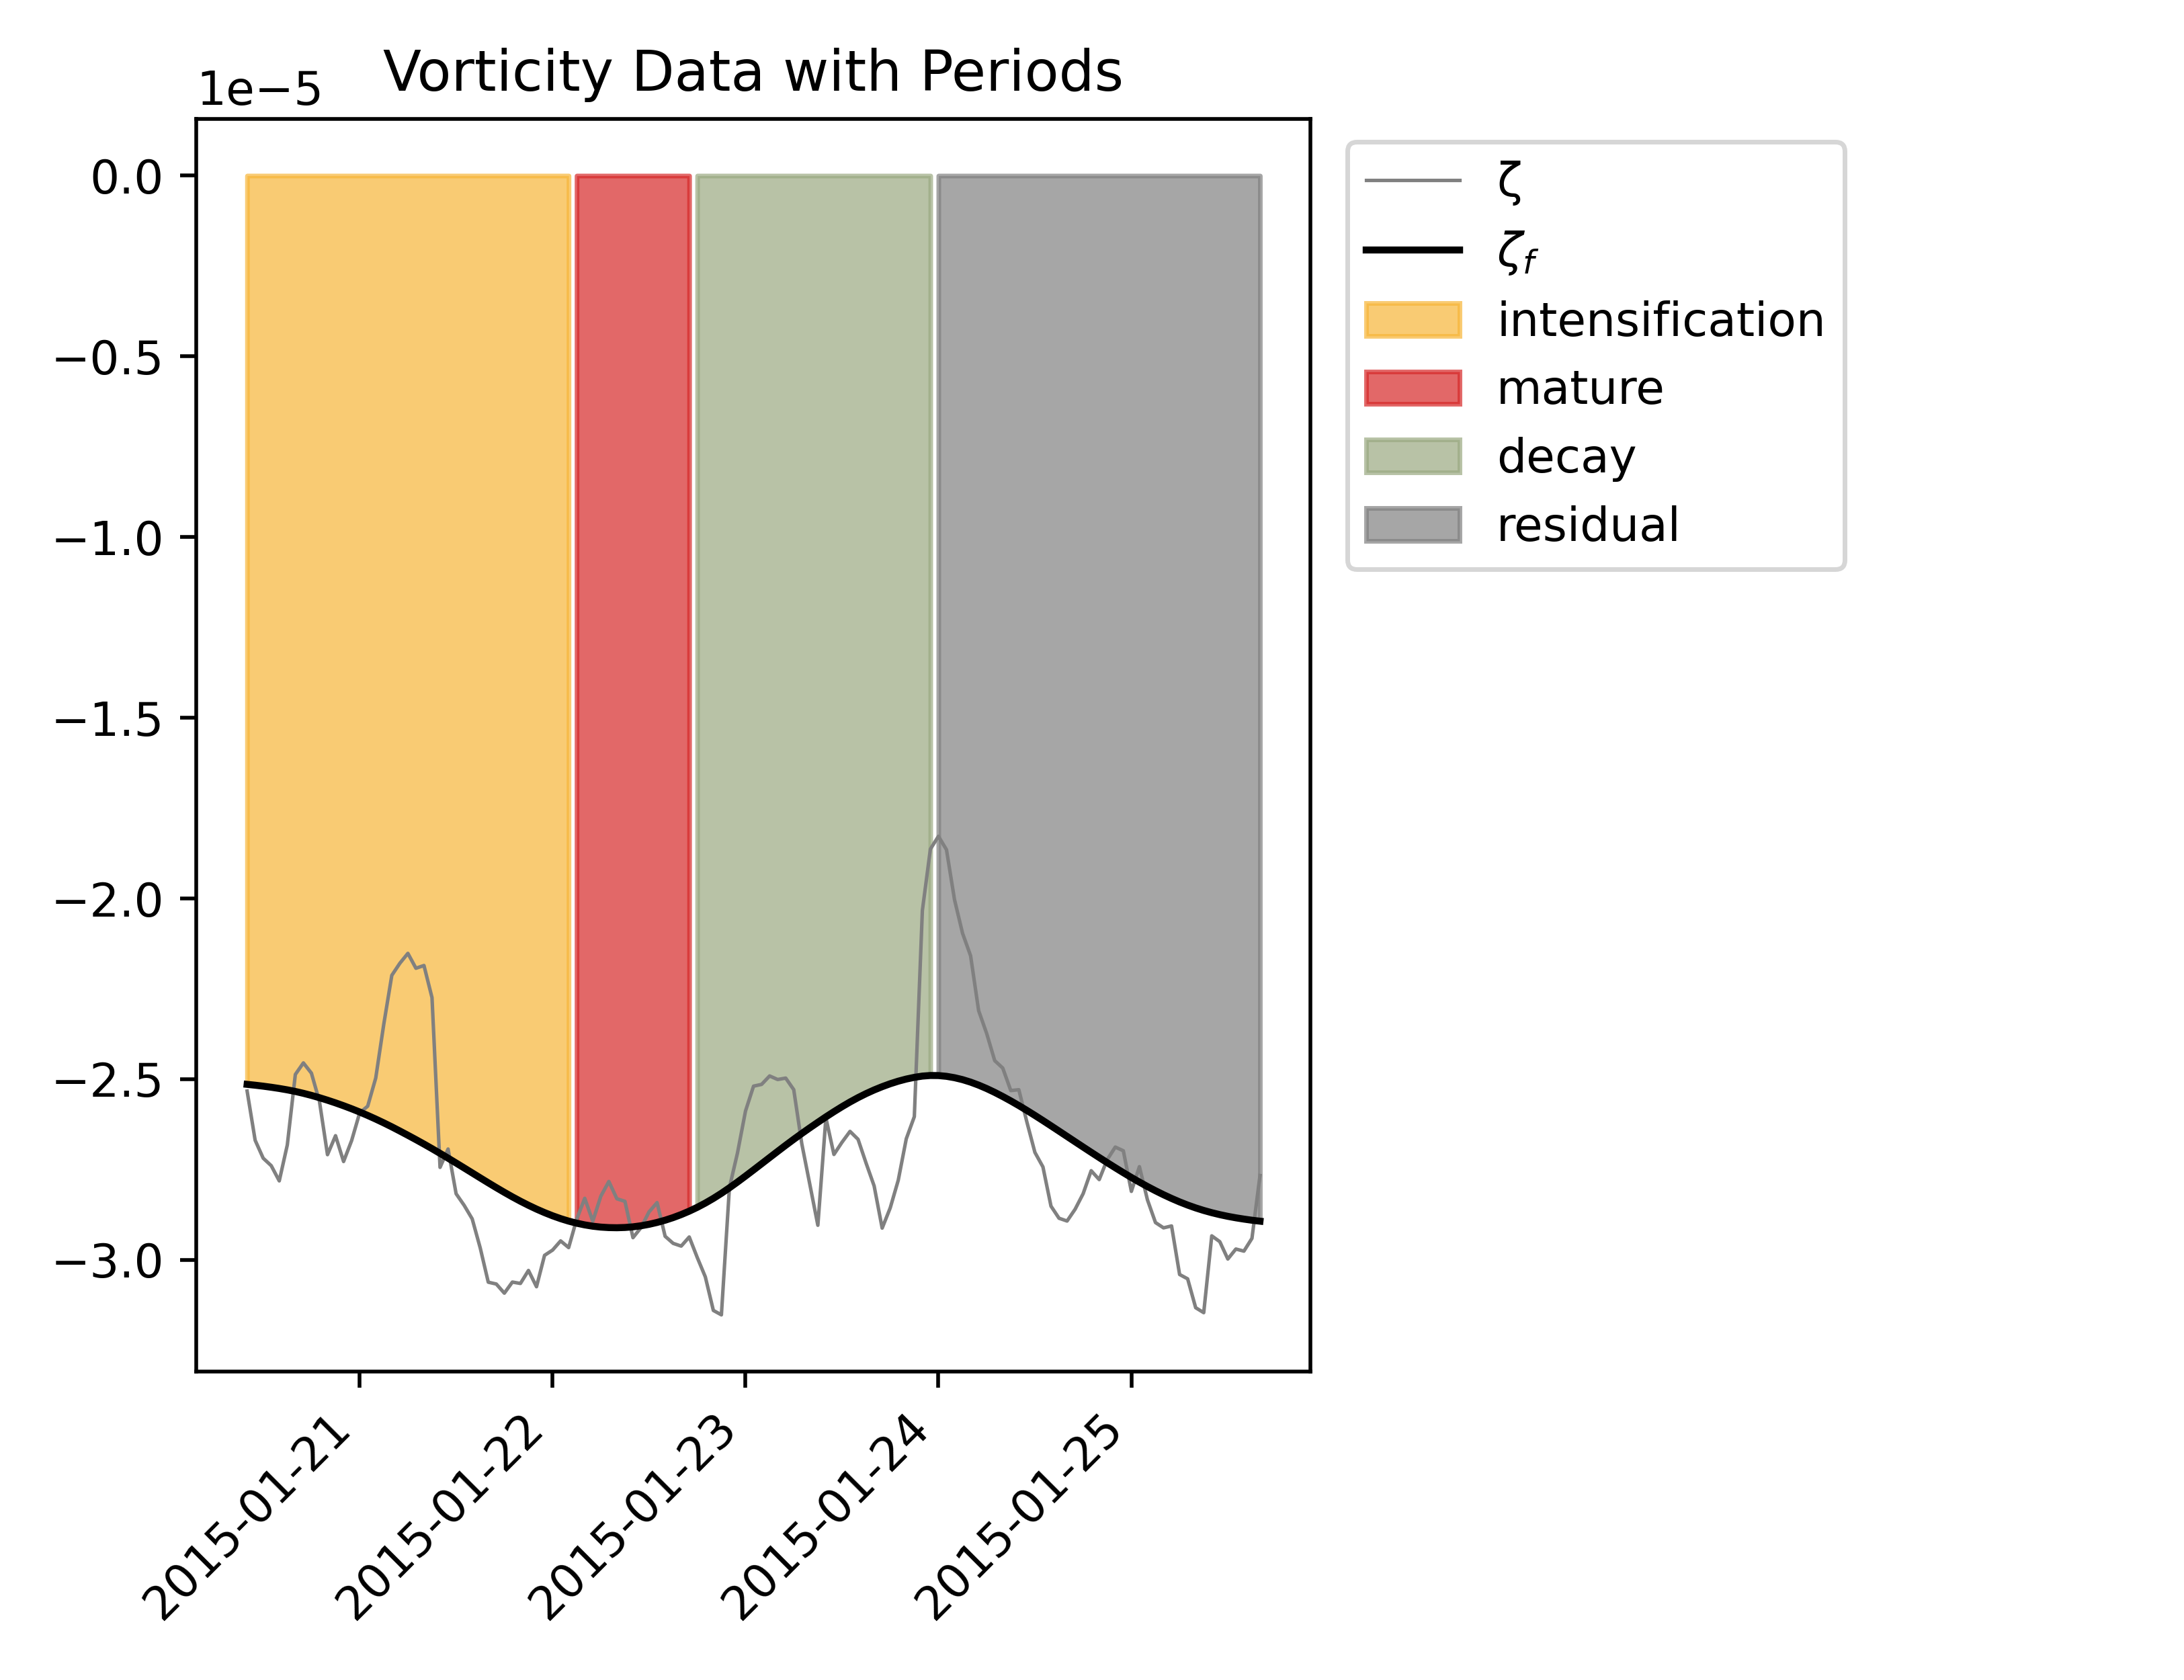 Vorticity Data with Periods
1e−5
0.0
−0.5
−1.0
−1.5
−2.0
−2.5
−3.0
2015-01-21
2015-01-22
2015-01-23
2015-01-24
2015-01-25
ζ
ζf
intensification
mature
decay
residual